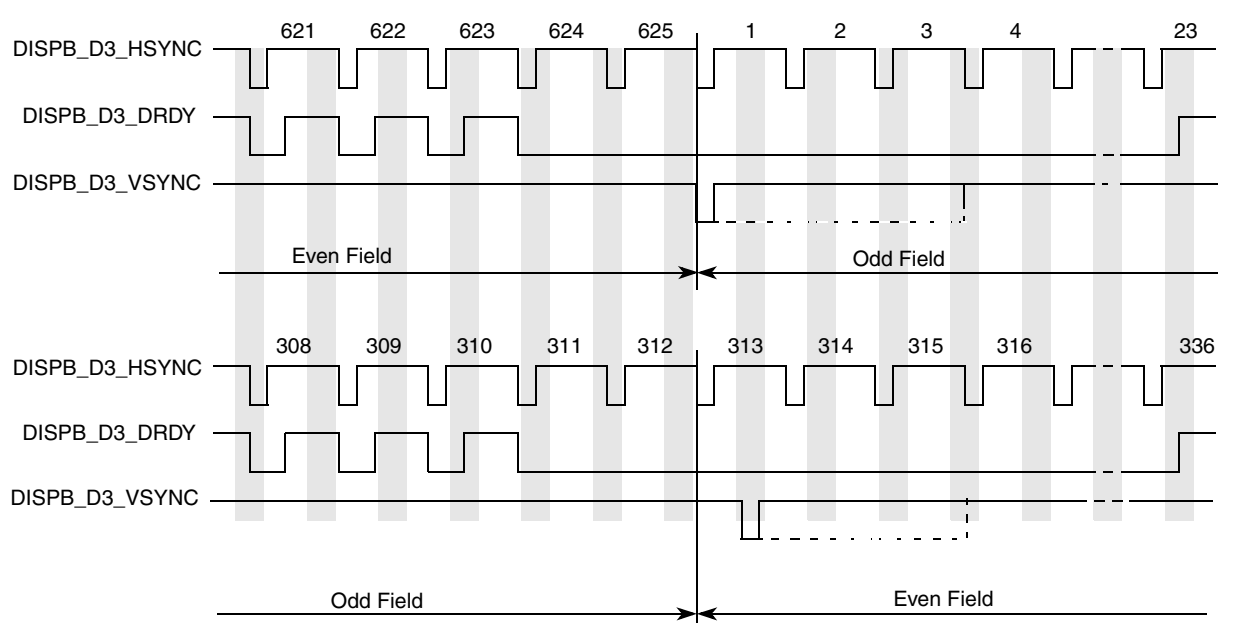 621 622 623 624 625 1 2 3 4 23
DISPB_D3_HSYNC
DISPB_D3_DRDY
DISPB_D3_VSYNC
Even Field
Odd Field
308 309 310 311 312 313 314 315 316 336
DISPB_D3_HSYNC
DISPB_D3_DRDY
DISPB_D3_VSYNC
Odd Field
Even Field